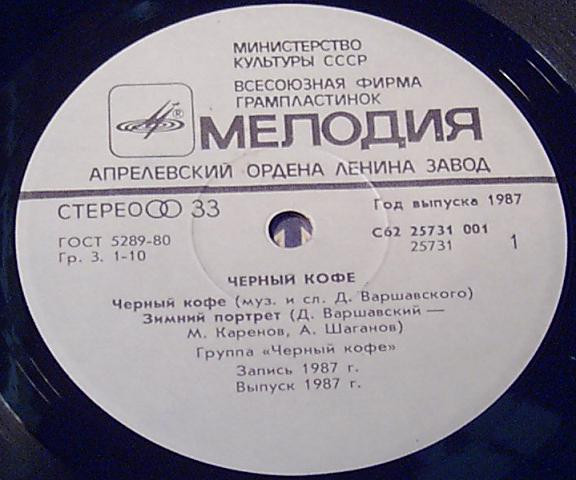 МИНИСТЕРСТВО
КУЛЬТУРЫ СССР
ВСЕСОЮЗНАЯ ФИРМА
ГРАМПЛАСТИНОК
®
МЕЛОДИЯ
АПРЕЛЕВСКИЙ ОРДЕНА ЛЕНИНА ЗАВОД
СТЕРЕО 33
Год выпуска 1987
ГОСТ 5289-80
Гр. 3. 1-10
С62 25731 001
25731
1
ЧЕРНЫЙ КОФЕ
Черный кофе (муз. и сл. Д. Варшавского)
Зимний портрет (Д. Варшавский —
М. Каренов, А. Шаганов)
Группа «Черный кофе»
Запись 1987 г.
Выпуск 1987 г.